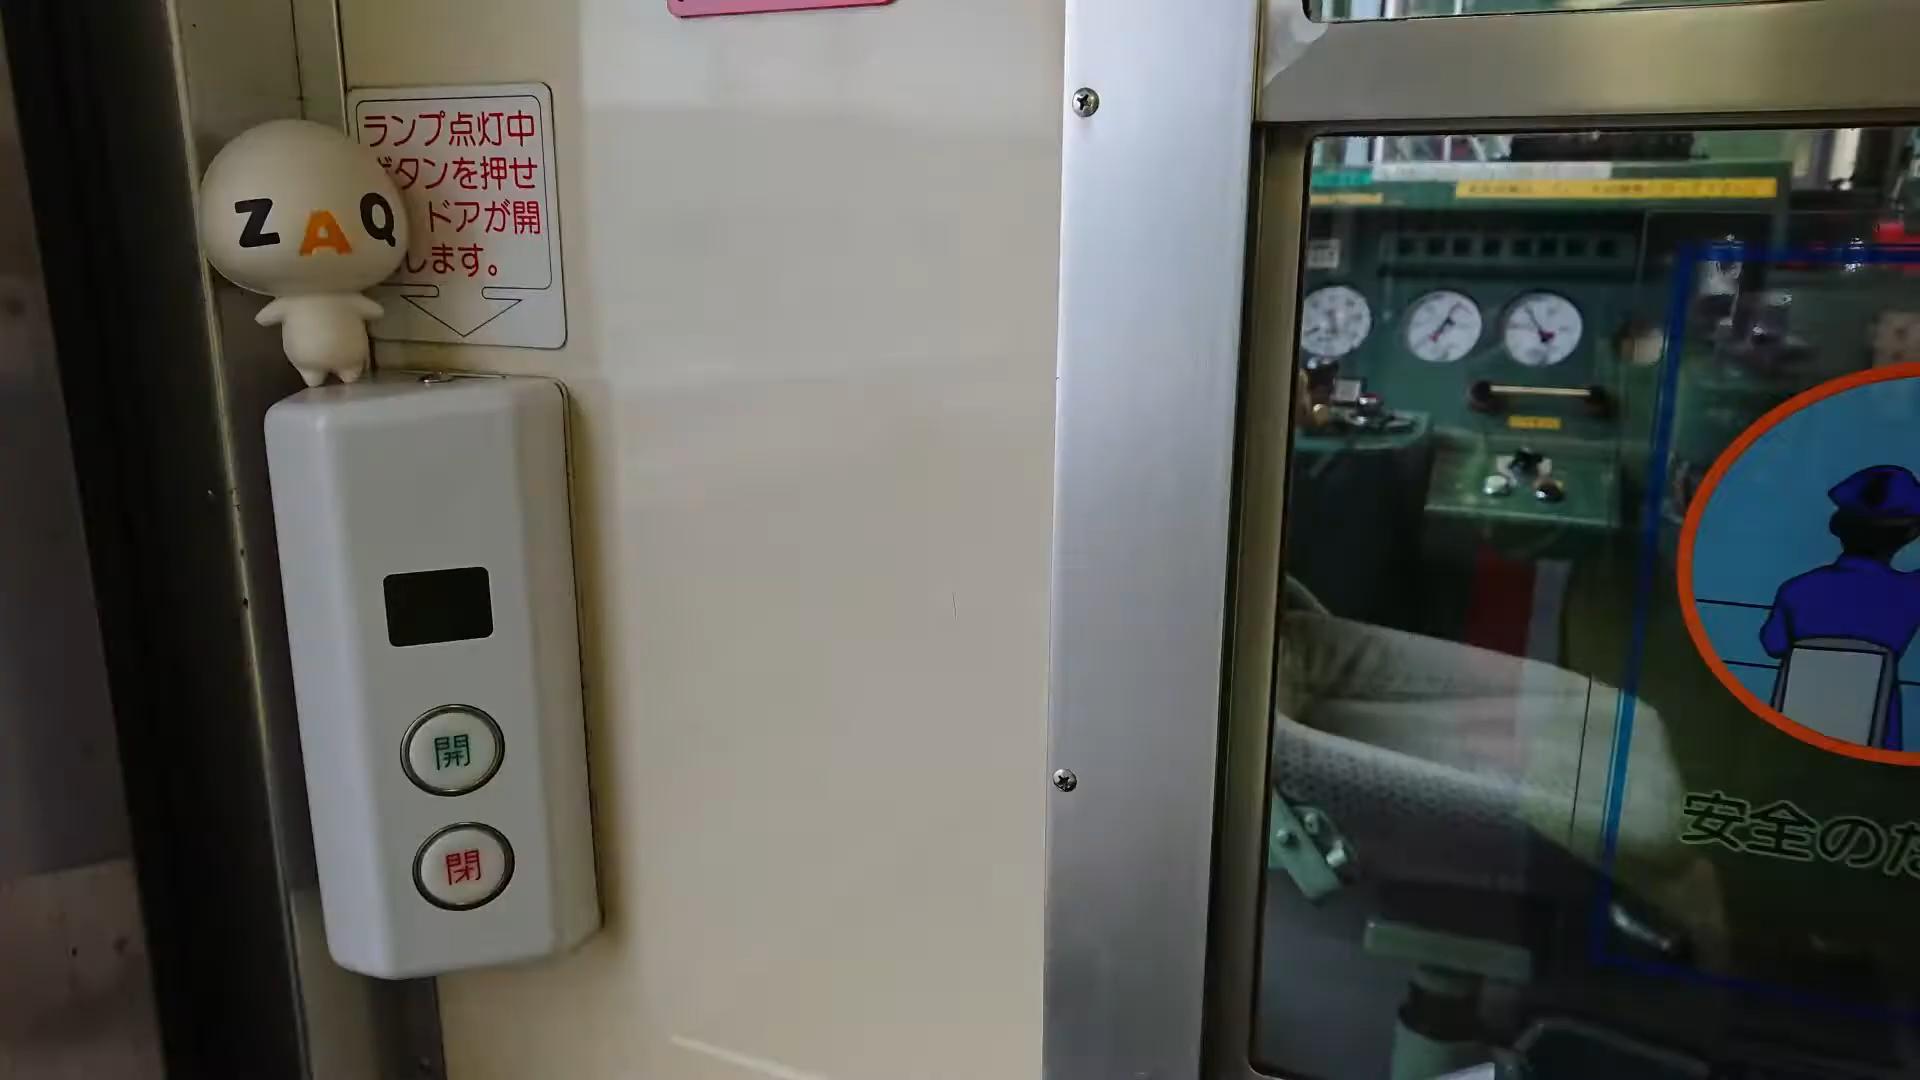 ZAQ
ランプ点灯中
タンを押せ
ドアが開
します。
開
閉
安全の